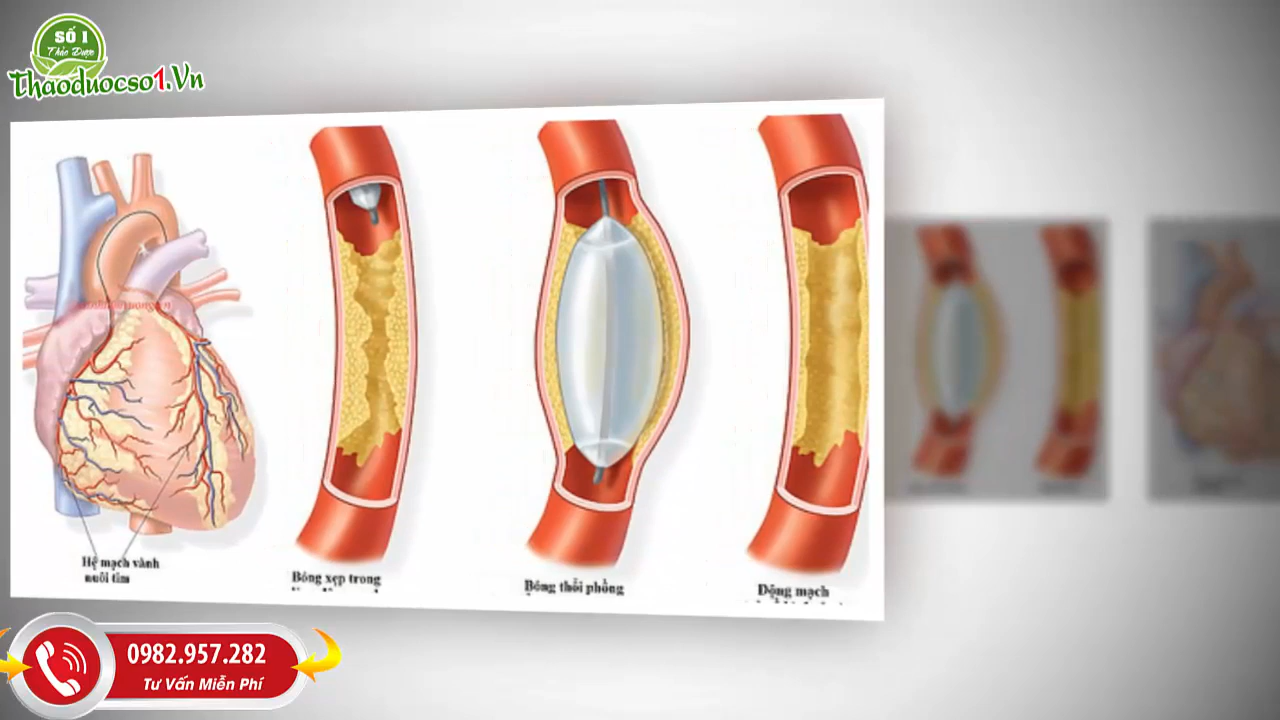 SỐ 1
Thảo Dược
Thaoduocso1.Vn
Hệ mạch vành
nuôi tim
Bóng xẹp trong
Bóng thổi phồng
Động mạch
0982.957.282
Tư Vấn Miễn Phí